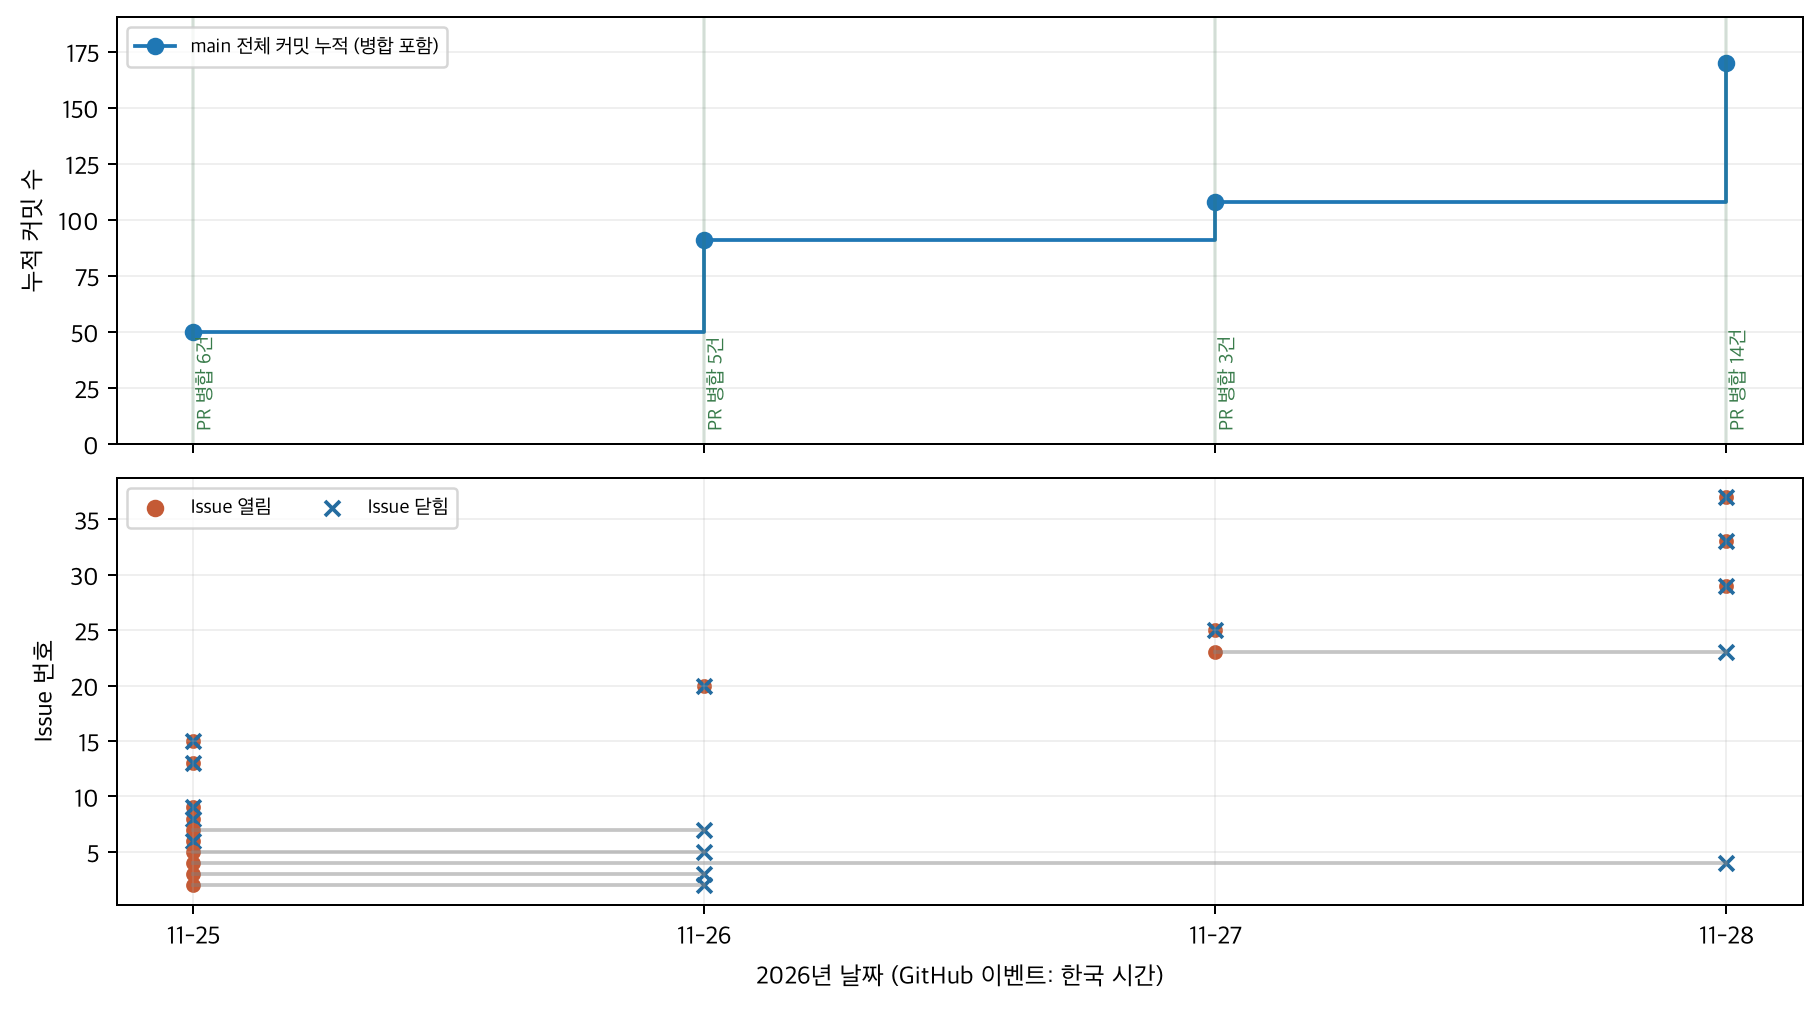 main 전체 커밋 누적 (병합 포함)
175
150
125
100
75
50
25
0
누적 커밋 수
PR 병합 6건
PR 병합 5건
PR 병합 3건
PR 병합 14건
Issue 열림
Issue 닫힘
35
30
25
20
15
10
5
Issue 번호
11-25
11-26
11-27
11-28
2026년 날짜 (GitHub 이벤트: 한국 시간)